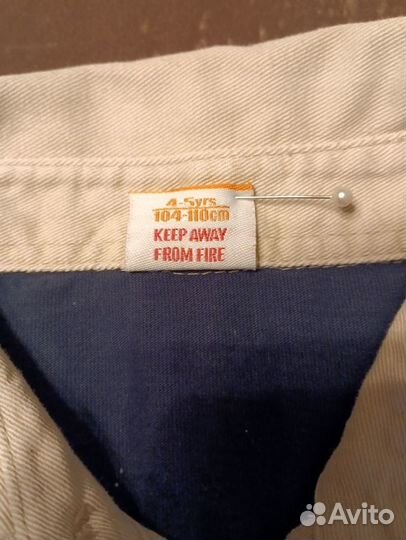 4-5yrs
104-110cm
KEEP AWAY
FROM FIRE
Avito